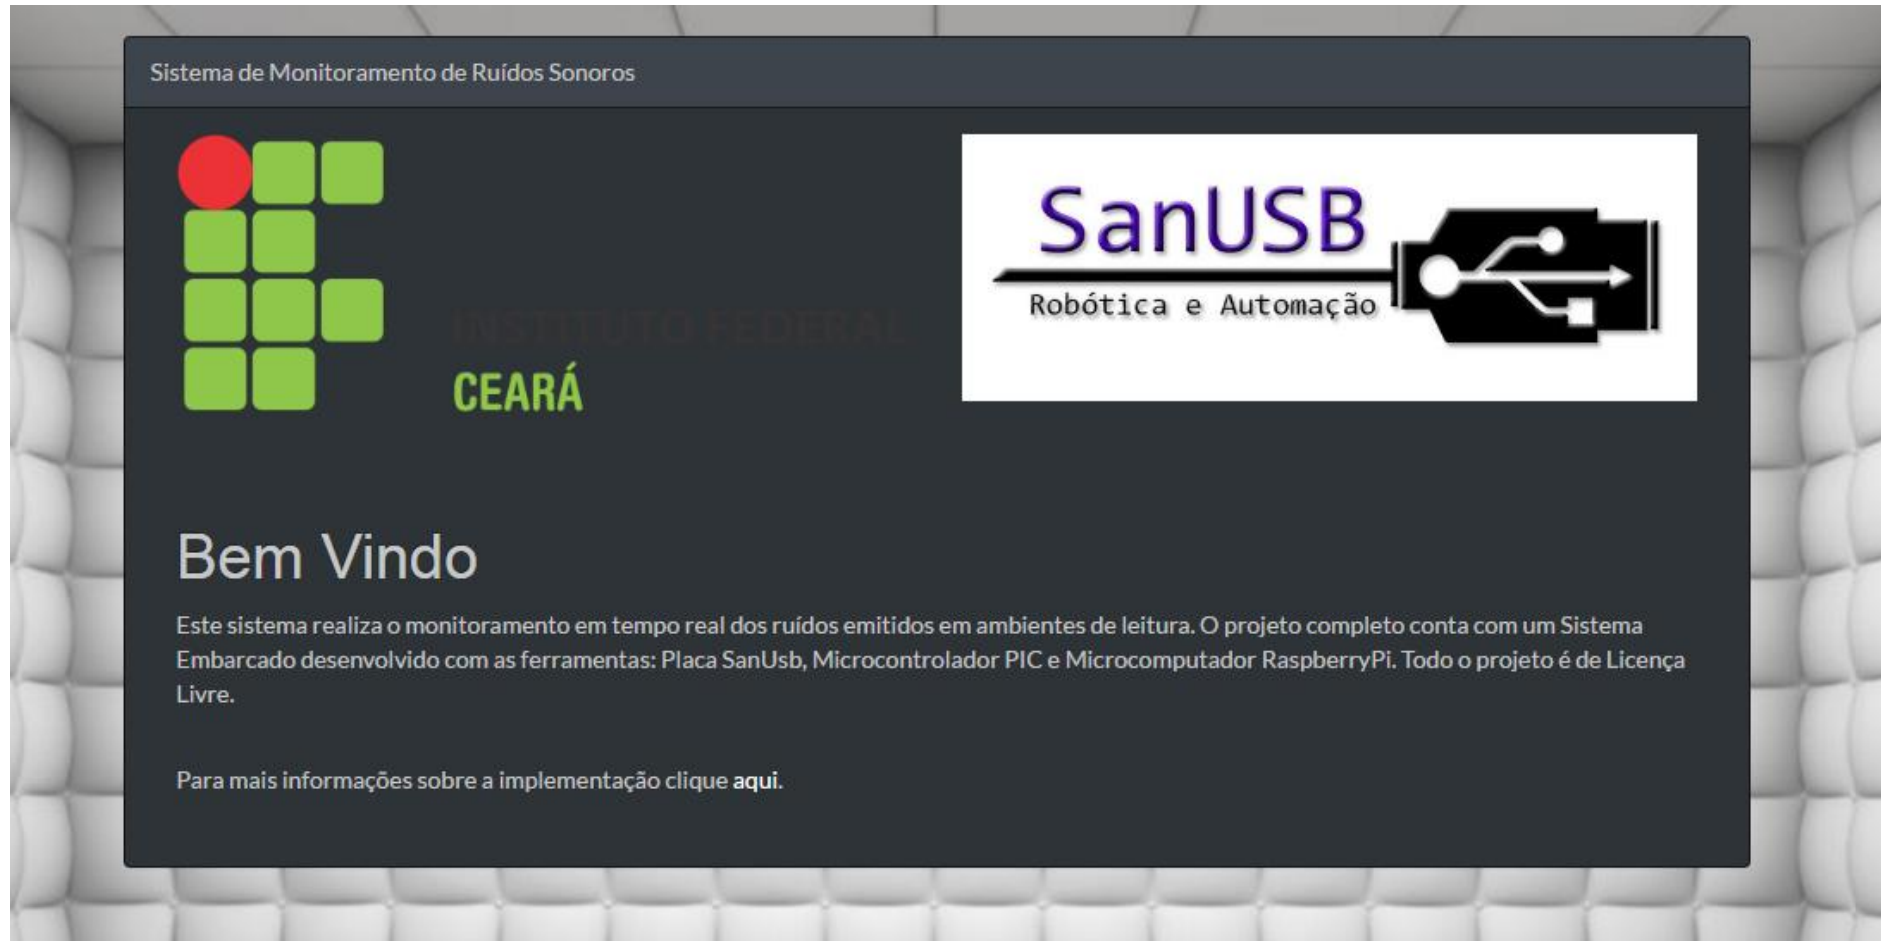 Sistema de Monitoramento de Ruídos Sonoros
INSTITUTO FEDERAL
CEARÁ
SanUSB
Robótica e Automação
Bem Vindo
Este sistema realiza o monitoramento em tempo real dos ruídos emitidos em ambientes de leitura. O projeto completo conta com um Sistema
Embarcado desenvolvido com as ferramentas: Placa SanUsb, Microcontrolador PIC e Microcomputador RaspberryPi. Todo o projeto é de Licença
Livre.
Para mais informações sobre a implementação clique aqui.